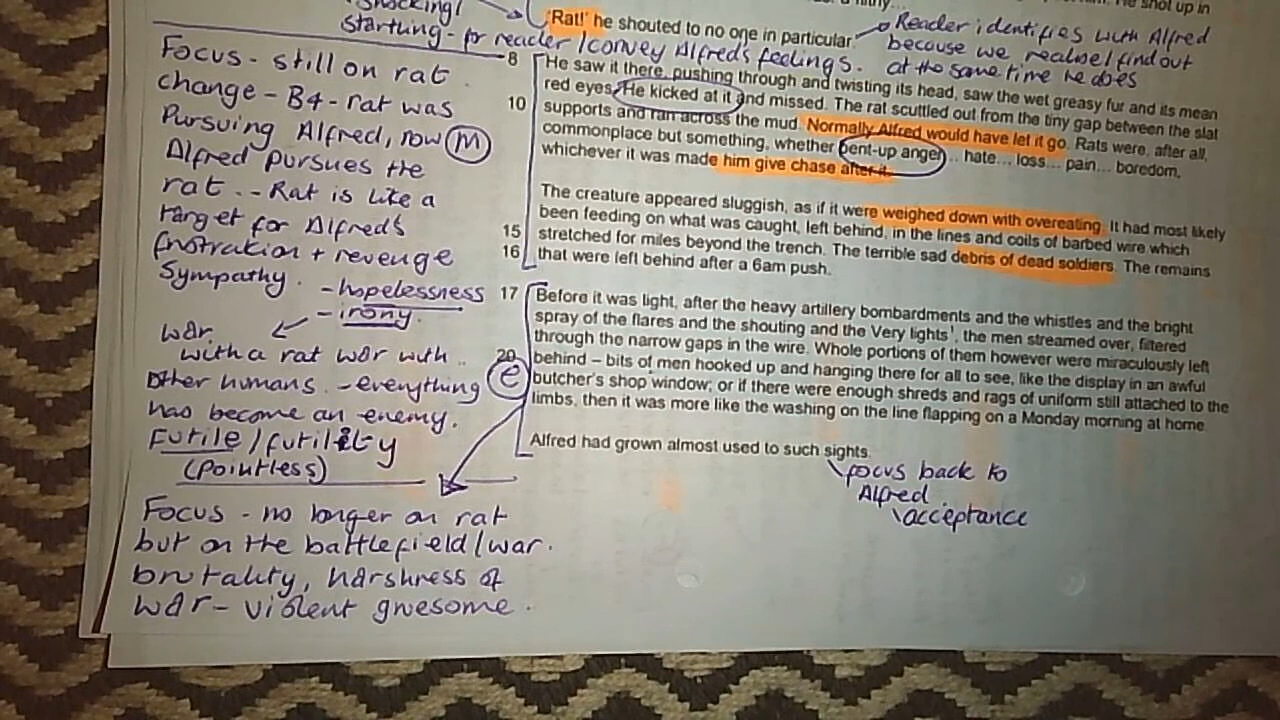 He shot up in
shocking/
startling - for reader / convey Alfred's feelings.
'Rat!' he shouted to no one in particular.
Reader identifies with Alfred
because we
find out
at the same time he does
8 He saw it there, pushing through and twisting its head, saw the wet greasy fur and its mean
red eyes. He kicked at it and missed. The rat scuttled out from the tiny gap between the slat
10 supports and ran across the mud. Normally Alfred would have let it go. Rats were, after all,
commonplace but something, whether pent-up anger... hate... loss... pain... boredom,
whichever it was made him give chase after it.
The creature appeared sluggish, as if it were weighed down with overeating. It had most likely
been feeding on what was caught, left behind, in the lines and coils of barbed wire which
15 stretched for miles beyond the trench. The terrible sad debris of dead soldiers. The remains
16 that were left behind after a 6am push.
17 Before it was light, after the heavy artillery bombardments and the whistles and the bright
spray of the flares and the shouting and the Very lights¹, the men streamed over, filtered
through the narrow gaps in the wire. Whole portions of them however were miraculously left
20 behind – bits of men hooked up and hanging there for all to see, like the display in an awful
butcher's shop window; or if there were enough shreds and rags of uniform still attached to the
limbs, then it was more like the washing on the line flapping on a Monday morning at home.
Alfred had grown almost used to such sights.
focus back to
Alfred
acceptance
Focus - still on rat
change - B4 - rat was
Pursuing Alfred, now M
Alfred pursues the
rat. - Rat is like a
target for Alfred's
frustration + revenge
Sympathy. - hopelessness
- irony.
war.
with a rat war with
other humans. - everything e
has become an enemy.
Futile / futility
(pointless)
Focus - no longer on rat
but on the battlefield / war.
brutality, harshness of
war - violent gruesome.